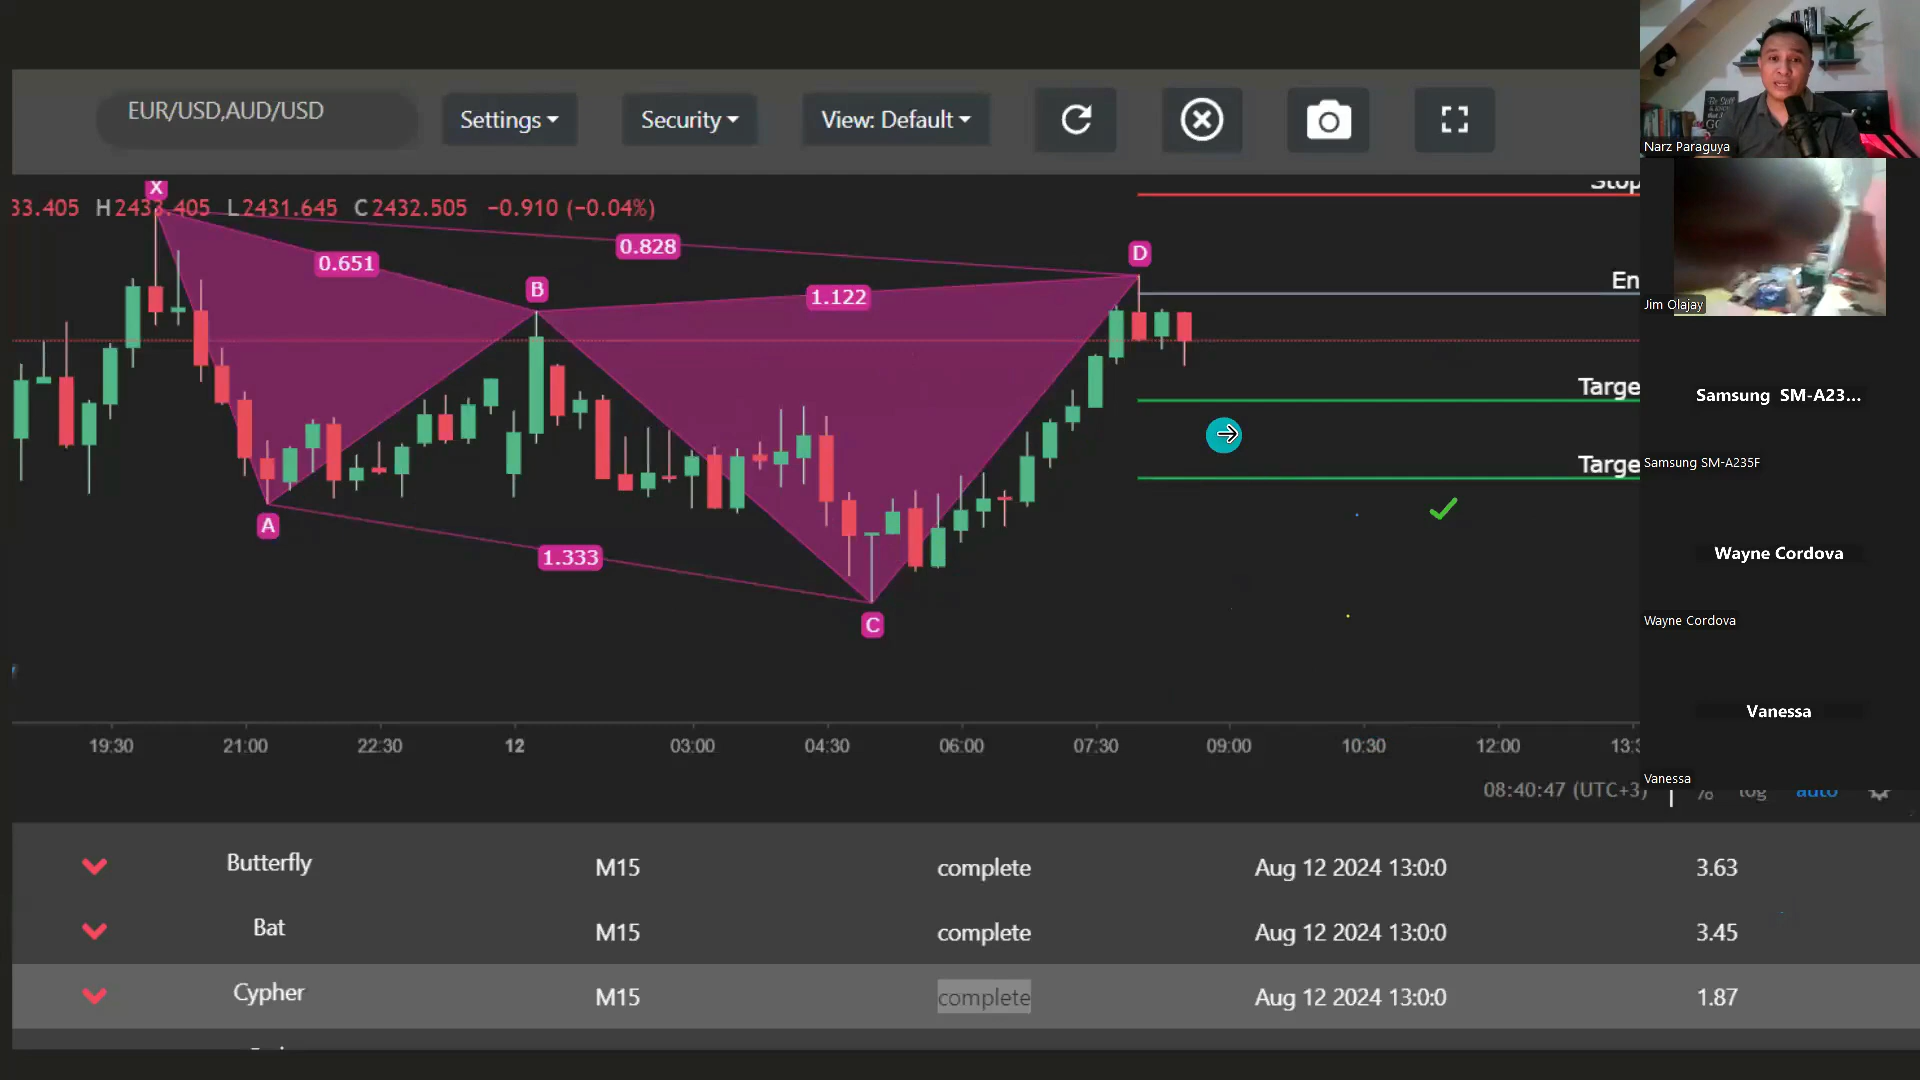 EUR/USD,AUD/USD
Settings
Security
View: Default
Narz Paraguya
X
33.405 H2433.405 L2431.645 C2432.505 −0.910 (−0.04%)
Stop
0.828
D
0.651
B
1.122
En
Jim Olajay
Targe
Samsung SM-A23...
Targe
Samsung SM-A235F
A
1.333
Wayne Cordova
C
Wayne Cordova
Vanessa
19:30 21:00 22:30 12 03:00 04:30 06:00 07:30 09:00 10:30 12:00 13:3
Vanessa
08:40:47 (UTC+3) % log auto
Butterfly M15 complete Aug 12 2024 13:0:0 3.63
Bat M15 complete Aug 12 2024 13:0:0 3.45
Cypher M15 complete Aug 12 2024 13:0:0 1.87